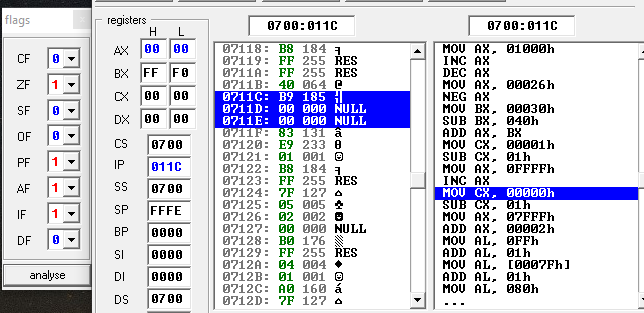 flags
CF 0
ZF 1
SF 0
OF 0
PF 1
AF 1
IF 1
DF 0
analyse
registers
H L
AX 00 00
BX FF F0
CX 00 00
DX 00 00
CS 0700
IP 011C
SS 0700
SP FFFE
BP 0000
SI 0000
DI 0000
DS 0700
0700:011C
07118: B8 184 ╕
07119: FF 255 RES
0711A: FF 255 RES
0711B: 40 064 @
0711C: B9 185 ╣
0711D: 00 000 NULL
0711E: 00 000 NULL
0711F: 83 131 â
07120: E9 233 θ
07121: 01 001 ☺
07122: B8 184 ╕
07123: FF 255 RES
07124: 7F 127 ⌂
07125: 05 005 ♣
07126: 02 002 ☻
07127: 00 000 NULL
07128: B0 176 ░
07129: FF 255 RES
0712A: 04 004 ♦
0712B: 01 001 ☺
0712C: A0 160 á
0712D: 7F 127 ⌂
0700:011C
MOV AX, 01000h
INC AX
DEC AX
MOV AX, 00026h
NEG AX
MOV BX, 00030h
SUB BX, 040h
ADD AX, BX
MOV CX, 00001h
SUB CX, 01h
MOV AX, 0FFFFh
INC AX
MOV CX, 00000h
SUB CX, 01h
MOV AX, 07FFFh
ADD AX, 00002h
MOV AL, 0FFh
ADD AL, 01h
MOV AL, [0007Fh]
ADD AL, 01h
MOV AL, 080h
...